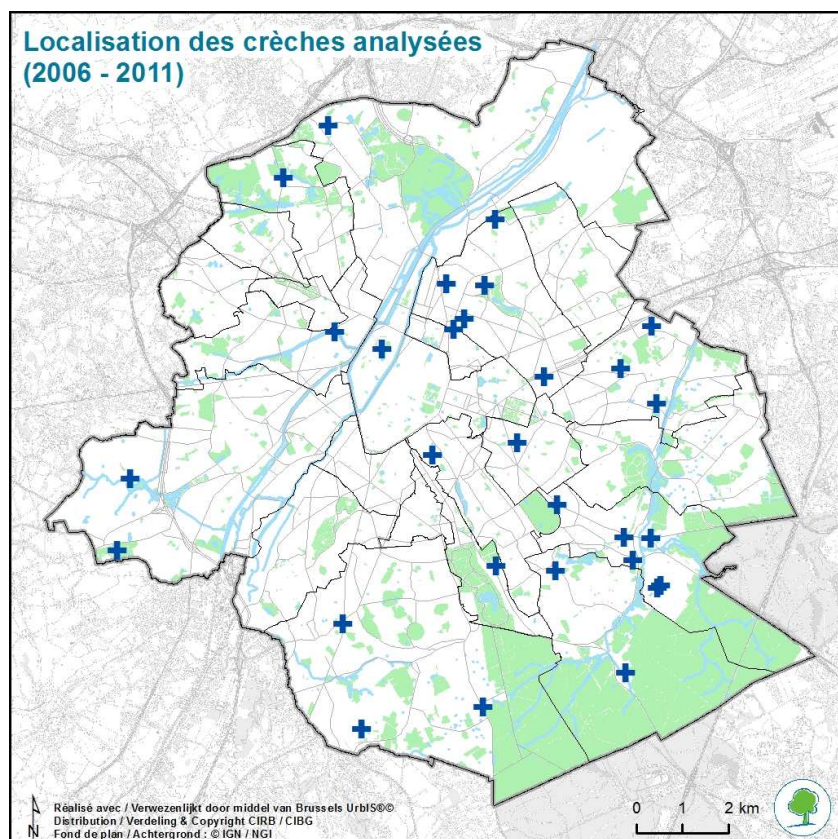 Localisation des crèches analysées
(2006 - 2011)
Réalisé avec / Verwezenlijkt door middel van Brussels UrbIS®©
Distribution / Verdeling & Copyright CIRB / CIBG
Fond de plan / Achtergrond : © IGN / NGI
N
0 1 2 km